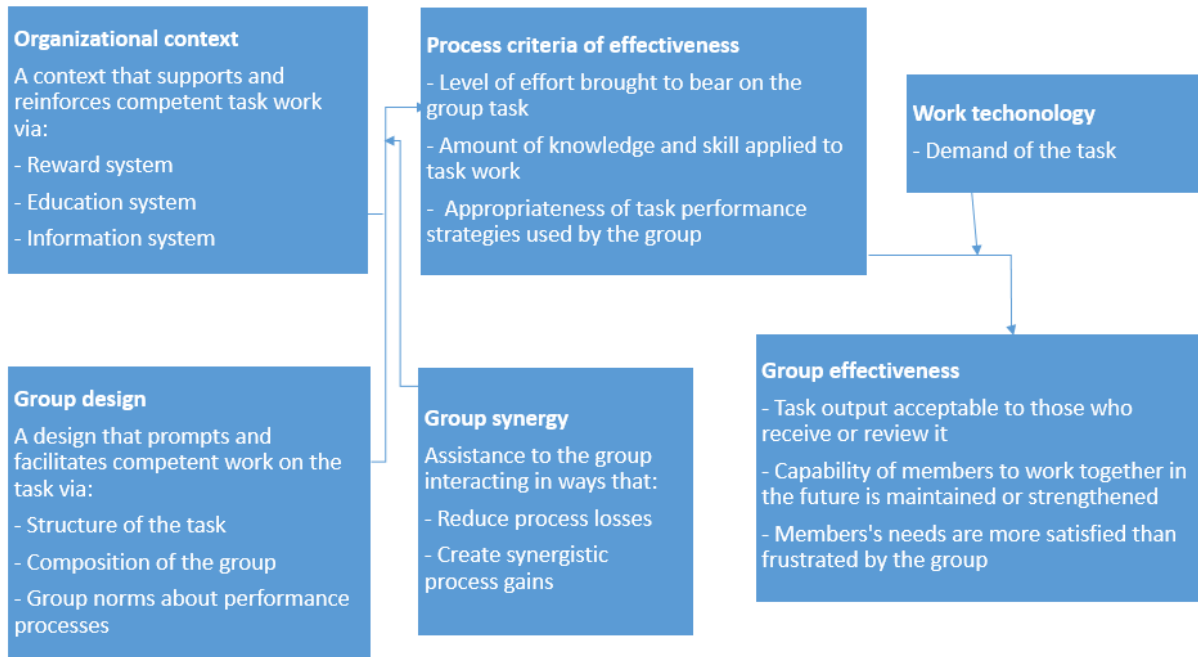 Organizational context
A context that supports and
reinforces competent task work
via:
- Reward system
- Education system
- Information system
Process criteria of effectiveness
- Level of effort brought to bear on the
group task
- Amount of knowledge and skill applied to
task work
- Appropriateness of task performance
strategies used by the group
Work techonology
- Demand of the task
Group design
A design that prompts and
facilitates competent work on the
task via:
- Structure of the task
- Composition of the group
- Group norms about performance
processes
Group synergy
Assistance to the group
interacting in ways that:
- Reduce process losses
- Create synergistic
process gains
Group effectiveness
- Task output acceptable to those who
receive or review it
- Capability of members to work together in
the future is maintained or strengthened
- Members's needs are more satisfied than
frustrated by the group